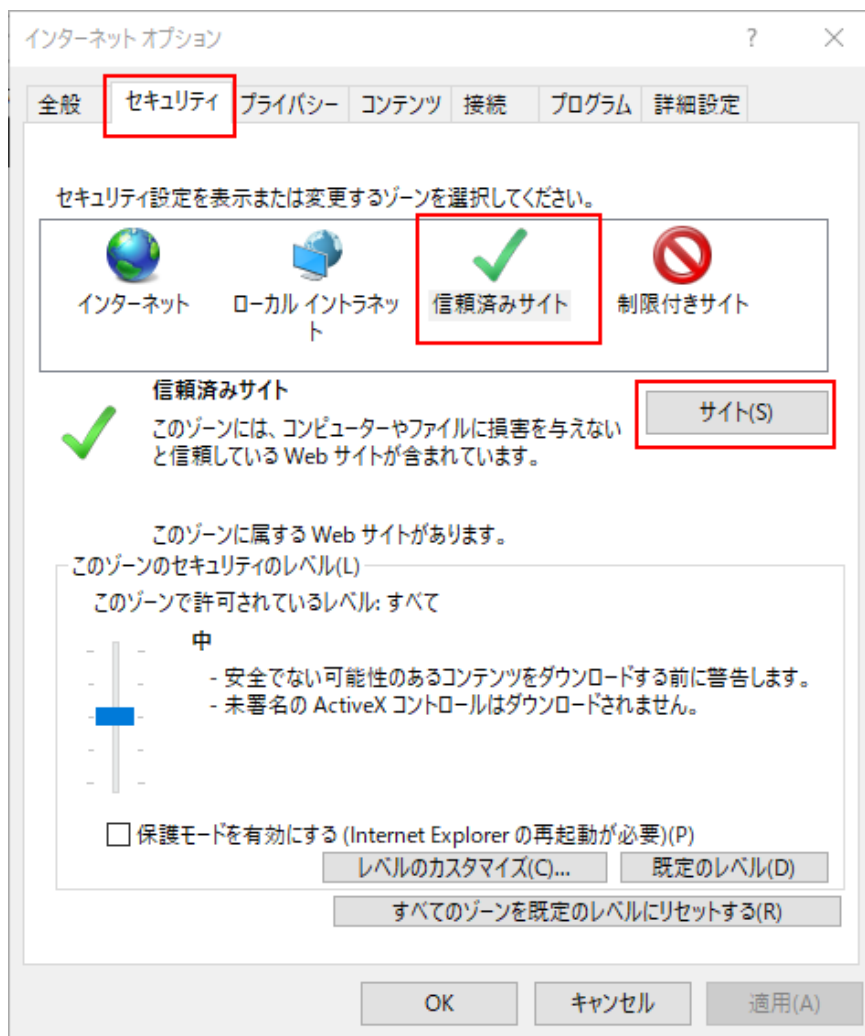 インターネット オプション
?
全般
セキュリティ
プライバシー
コンテンツ
接続
プログラム
詳細設定
セキュリティ設定を表示または変更するゾーンを選択してください。
インターネット
ローカル イントラネッ
ト
信頼済みサイト
制限付きサイト
信頼済みサイト
サイト(S)
このゾーンには、コンピューターやファイルに損害を与えない
と信頼している Web サイトが含まれています。
このゾーンに属する Web サイトがあります。
このゾーンのセキュリティのレベル(L)
このゾーンで許可されているレベル: すべて
中
- 安全でない可能性のあるコンテンツをダウンロードする前に警告します。
- 未署名の ActiveX コントロールはダウンロードされません。
保護モードを有効にする (Internet Explorer の再起動が必要)(P)
レベルのカスタマイズ(C)...
既定のレベル(D)
すべてのゾーンを既定のレベルにリセットする(R)
OK
キャンセル
適用(A)